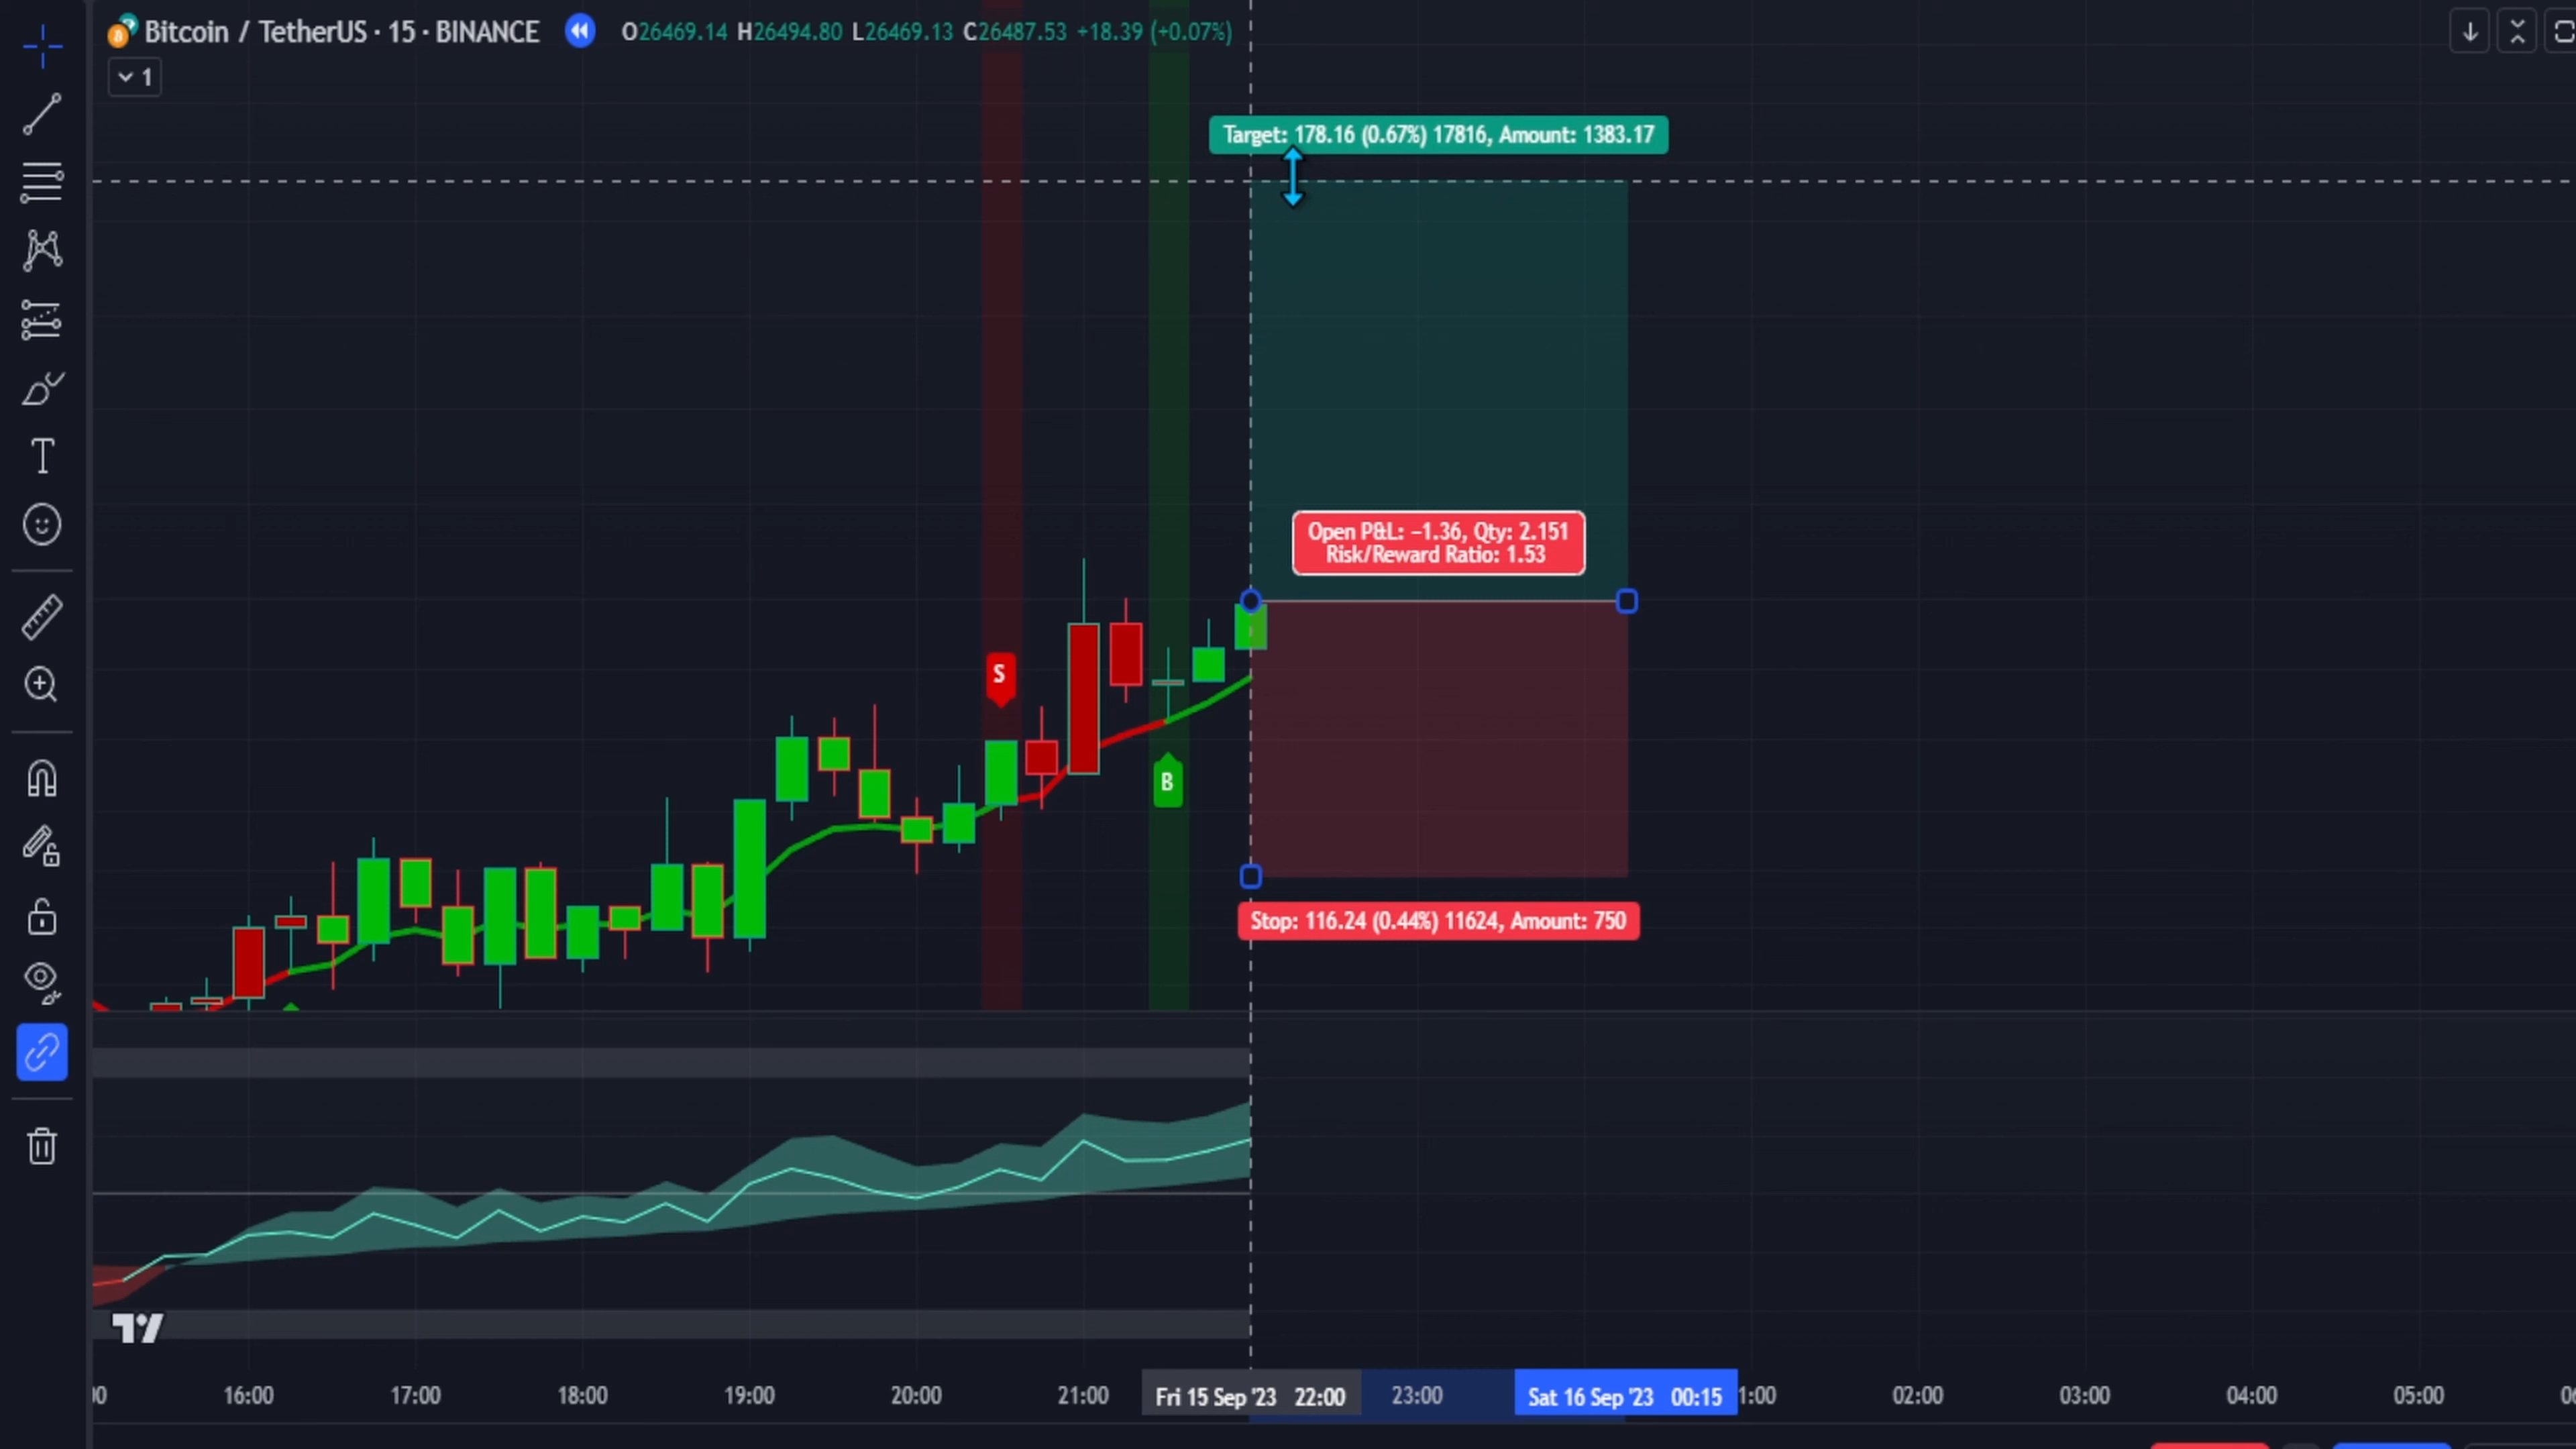 Bitcoin / TetherUS · 15 · BINANCE O26469.14 H26494.80 L26469.13 C26487.53 +18.39 (+0.07%)
1
Target: 178.16 (0.67%) 17816, Amount: 1383.17
Open P&L: −1.36, Qty: 2.151
Risk/Reward Ratio: 1.53
S
B
Stop: 116.24 (0.44%) 11624, Amount: 750
16:00 17:00 18:00 19:00 20:00 21:00 Fri 15 Sep '23 22:00 23:00 Sat 16 Sep '23 00:15 1:00 02:00 03:00 04:00 05:00